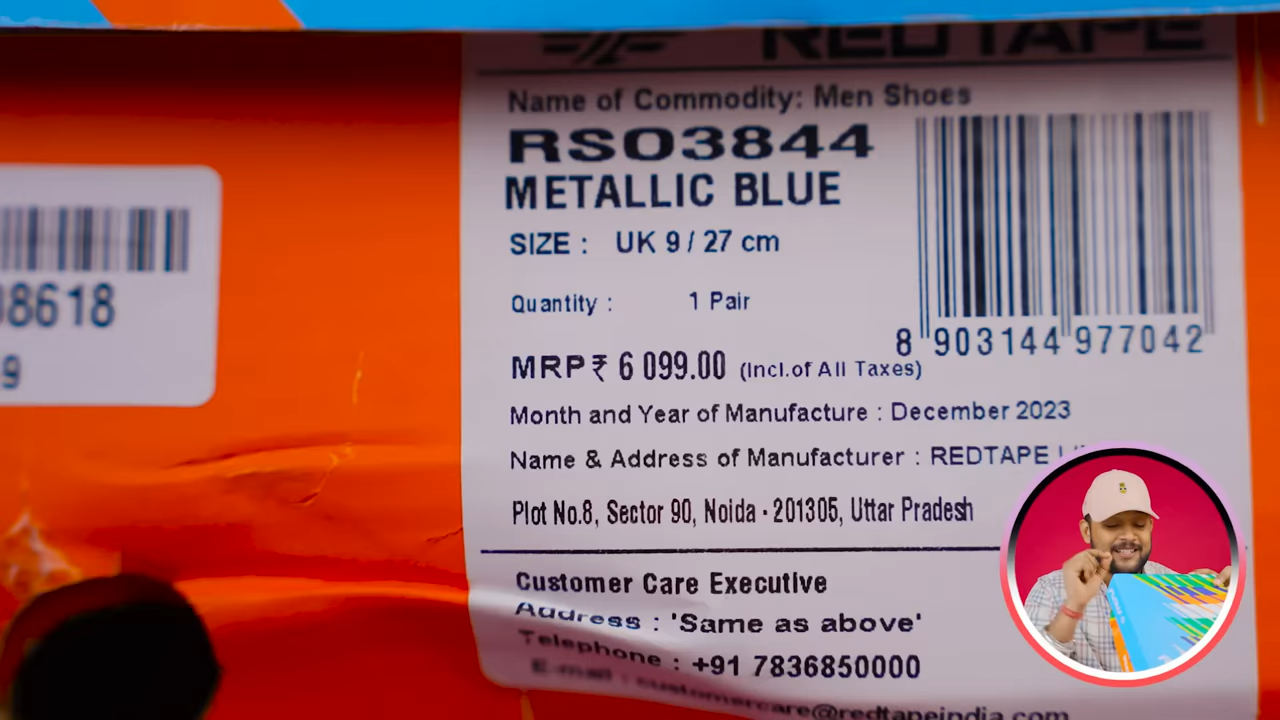 REDTAPE
Name of Commodity: Men Shoes
RSO3844
METALLIC BLUE
SIZE : UK 9 / 27 cm
Quantity : 1 Pair
8 903144 977042
MRP ₹ 6 099.00 (Incl.of All Taxes)
Month and Year of Manufacture : December 2023
Name & Address of Manufacturer : REDTAPE
Plot No.8, Sector 90, Noida - 201305, Uttar Pradesh
Customer Care Executive
Address : 'Same as above'
Telephone : +91 7836850000
E-mail : customercare@redtapeindia.com
8618
9